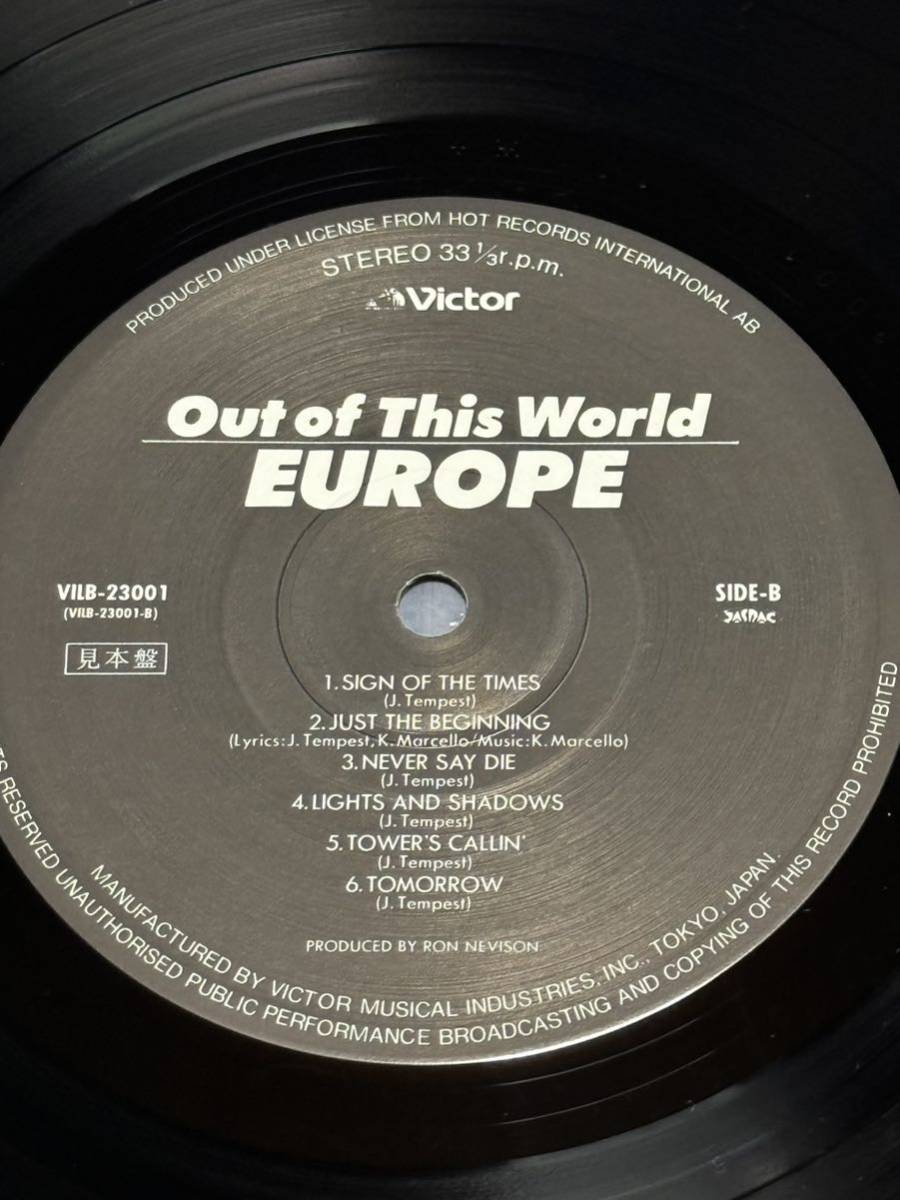 PRODUCED UNDER LICENSE FROM HOT RECORDS INTERNATIONAL AB
STEREO 33 1/3 r.p.m.
Victor
Out of This World
EUROPE
VILB-23001
(VILB-23001-B)
見本盤
SIDE-B
JASRAC
1. SIGN OF THE TIMES
(J. Tempest)
2. JUST THE BEGINNING
(Lyrics: J. Tempest, K. Marcello/Music: K. Marcello)
3. NEVER SAY DIE
(J. Tempest)
4. LIGHTS AND SHADOWS
(J. Tempest)
5. TOWER'S CALLIN'
(J. Tempest)
6. TOMORROW
(J. Tempest)
PRODUCED BY RON NEVISON
MANUFACTURED BY VICTOR MUSICAL INDUSTRIES, INC., TOKYO, JAPAN.
RESERVED UNAUTHORISED PUBLIC PERFORMANCE BROADCASTING AND COPYING OF THIS RECORD PROHIBITED